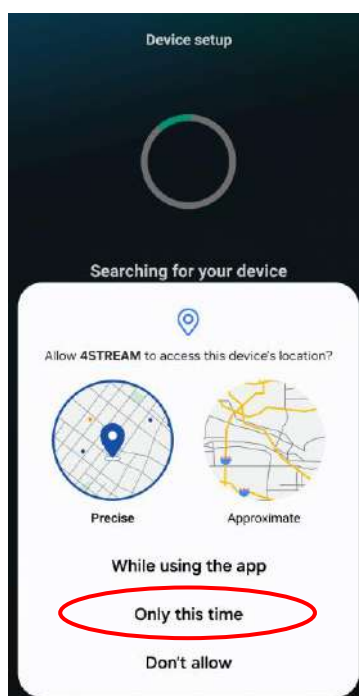 Device setup
Searching for your device
Allow 4STREAM to access this device's location?
Precise Approximate
While using the app
Only this time
Don't allow